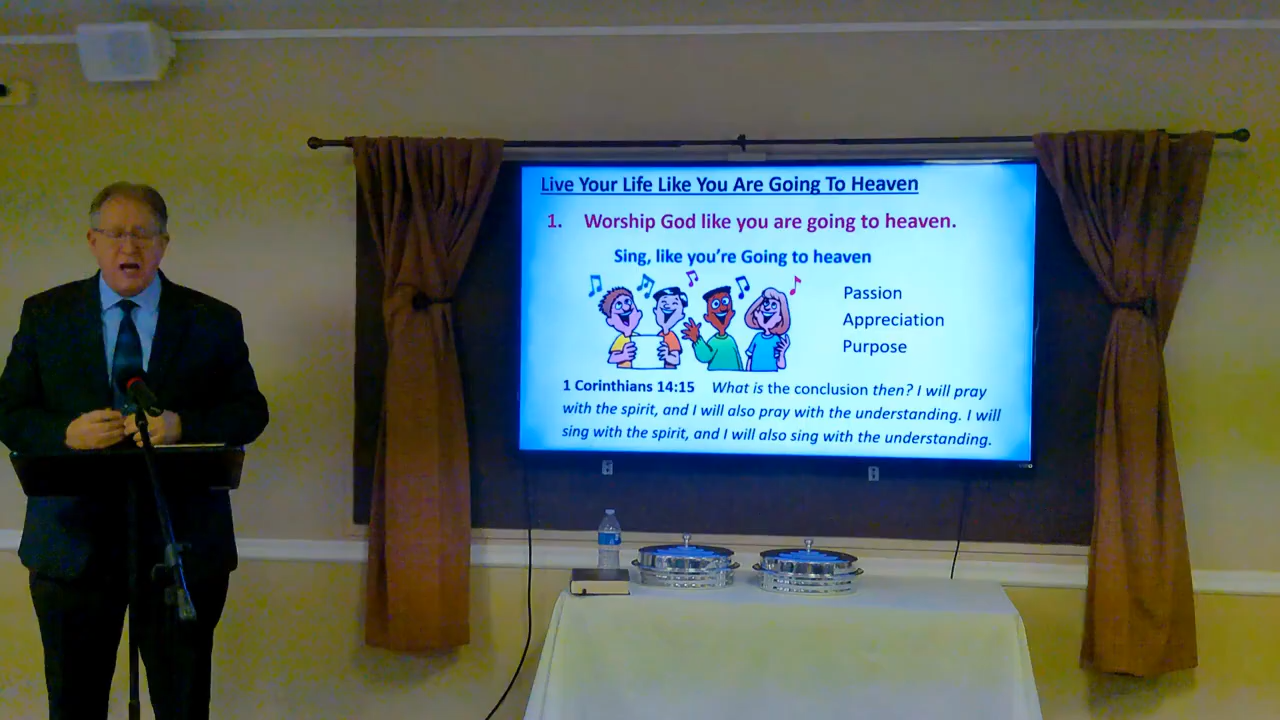 Live Your Life Like You Are Going To Heaven
1. Worship God like you are going to heaven.
Sing, like you're Going to heaven
Passion
Appreciation
Purpose
1 Corinthians 14:15 What is the conclusion then? I will pray
with the spirit, and I will also pray with the understanding. I will
sing with the spirit, and I will also sing with the understanding.